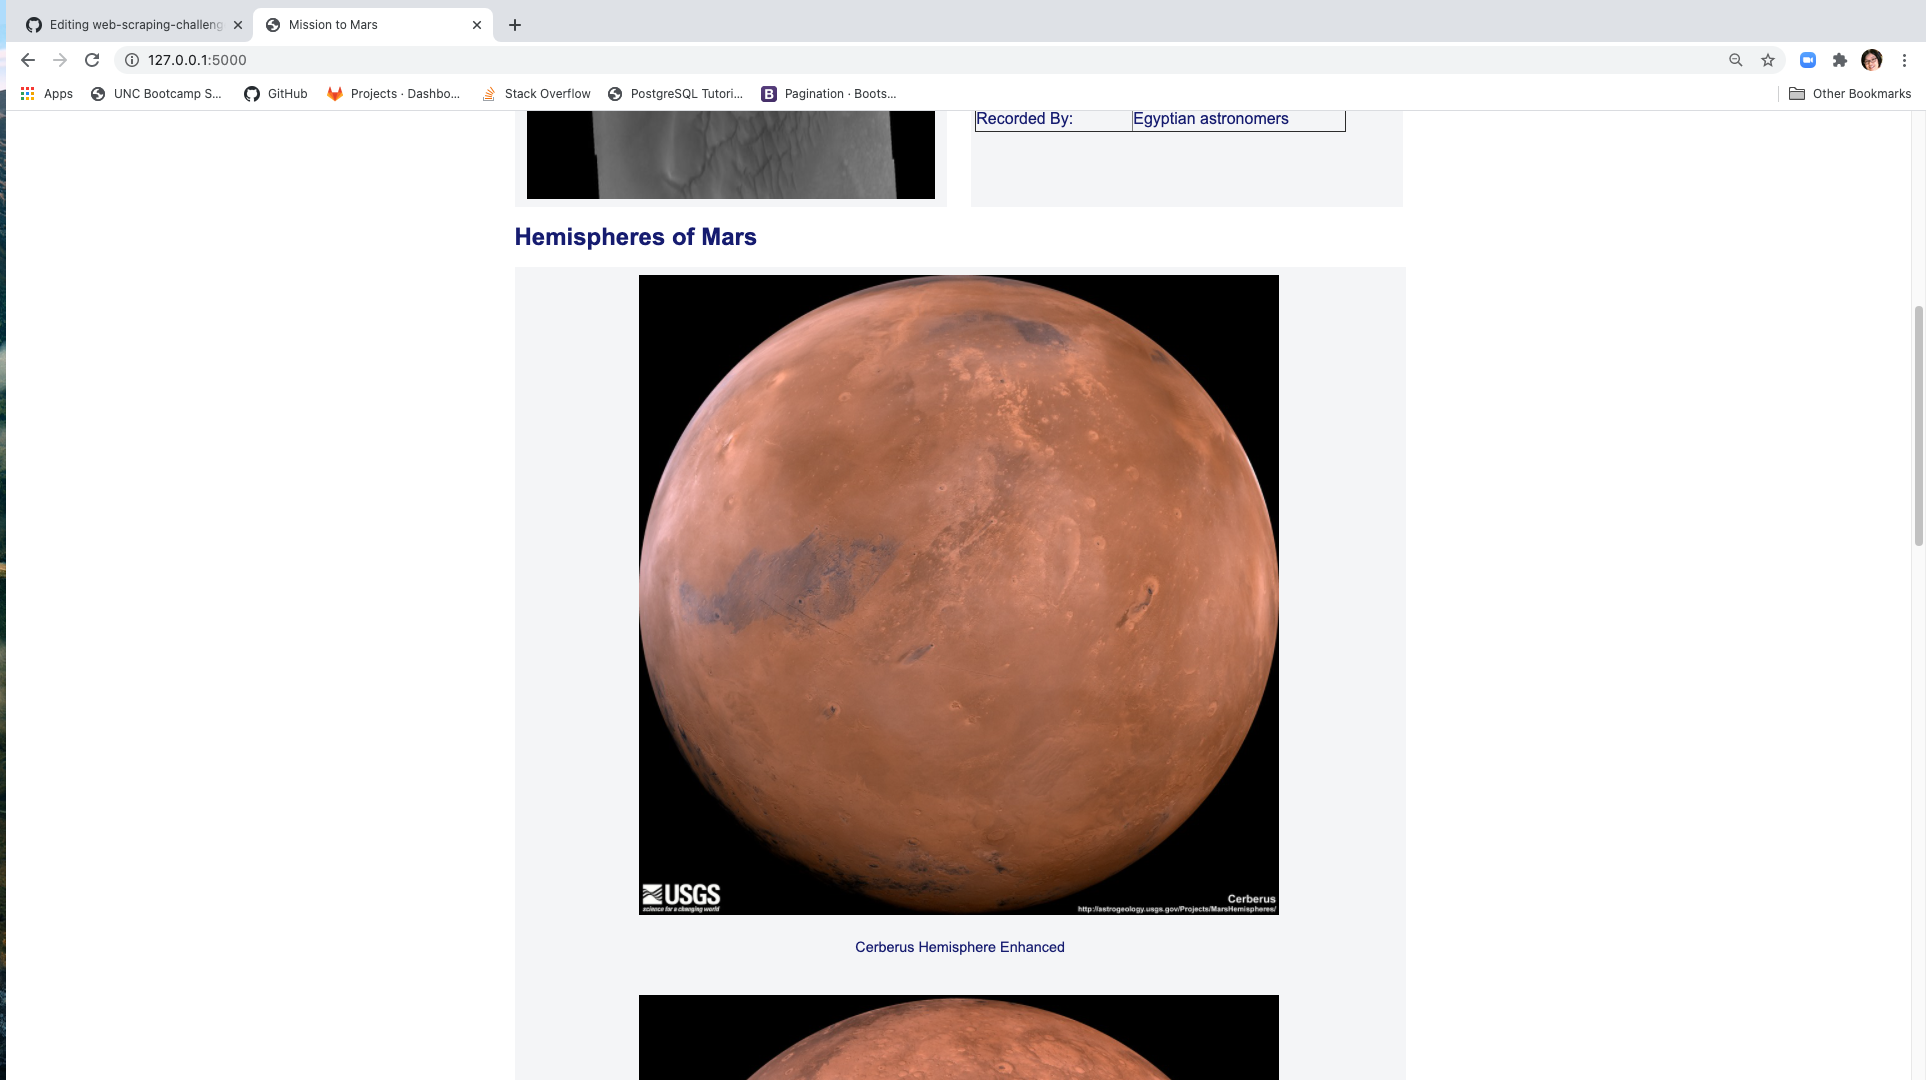 Editing web-scraping-challeng
Mission to Mars
127.0.0.1:5000
Apps
UNC Bootcamp S...
GitHub
Projects · Dashbo...
Stack Overflow
PostgreSQL Tutori...
B
Pagination · Boots...
Other Bookmarks
Recorded By: Egyptian astronomers
Hemispheres of Mars
USGS
science for a changing world
Cerberus
http://astrogeology.usgs.gov/Projects/MarsHemispheres/
Cerberus Hemisphere Enhanced